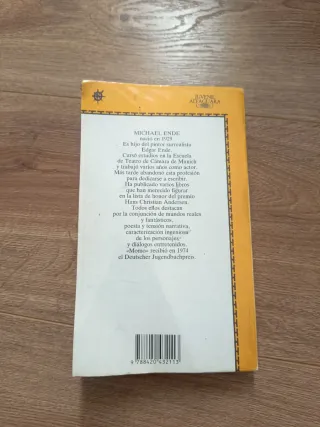 JUVENIL
ALFAGUARA
MICHAEL ENDE
nació en 1929
Es hijo del pintor surrealista
Edgar Ende.
Cursó estudios en la Escuela
de Teatro de Cámara de Munich
y trabajó varios años como actor.
Más tarde abandonó esta profesión
para dedicarse a escribir.
Ha publicado varios libros
que han merecido figurar
en la lista de honor del premio
Hans Christian Andersen.
Todos ellos destacan
por la conjunción de mundos reales
y fantásticos,
poesía y tensión narrativa,
caracterización ingeniosa
de los personajes
y diálogos entretenidos.
«Momo» recibió en 1974
el Deutscher Jugendbuchpreis.
9 788420 432113